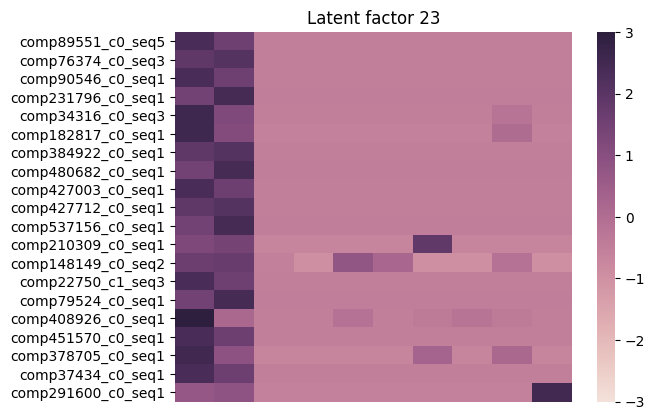 Latent factor 23
comp89551_c0_seq5
comp76374_c0_seq3
comp90546_c0_seq1
comp231796_c0_seq1
comp34316_c0_seq3
comp182817_c0_seq1
comp384922_c0_seq1
comp480682_c0_seq1
comp427003_c0_seq1
comp427712_c0_seq1
comp537156_c0_seq1
comp210309_c0_seq1
comp148149_c0_seq2
comp22750_c1_seq3
comp79524_c0_seq1
comp408926_c0_seq1
comp451570_c0_seq1
comp378705_c0_seq1
comp37434_c0_seq1
comp291600_c0_seq1
3
2
1
0
−1
−2
−3